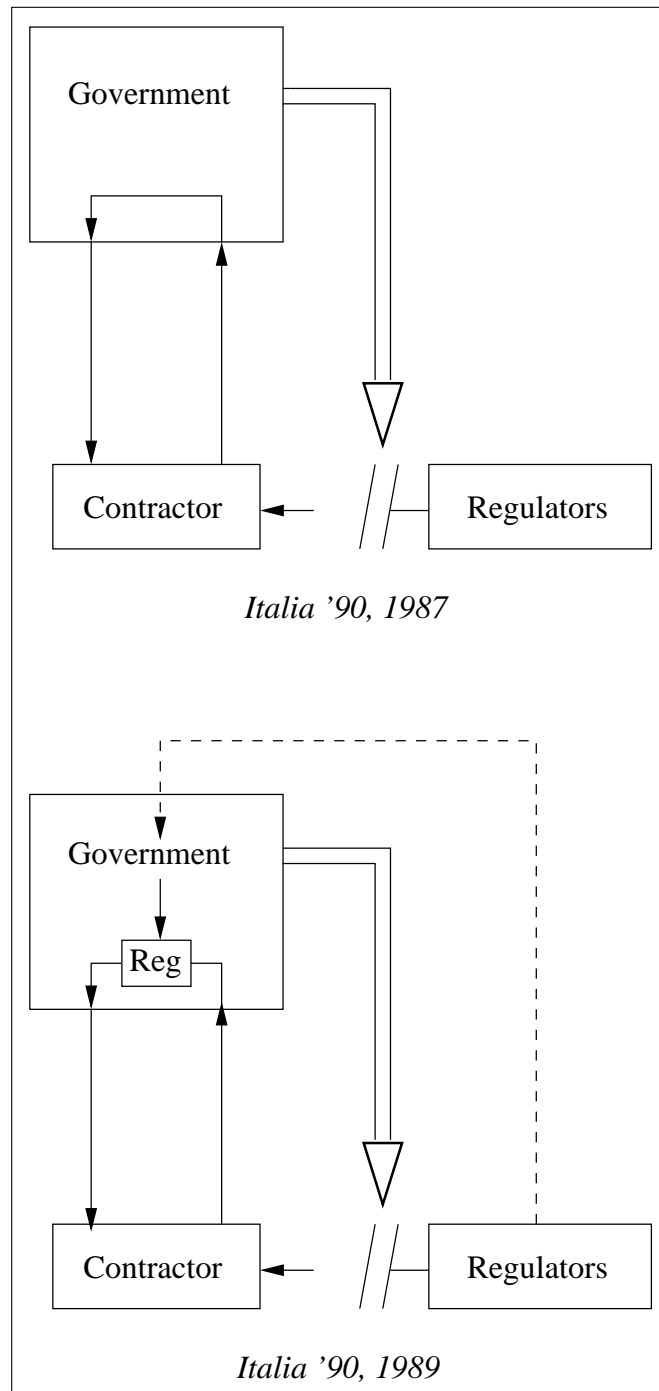 Government
Contractor
Regulators
Italia ’90, 1987
Government
Reg
Contractor
Regulators
Italia ’90, 1989